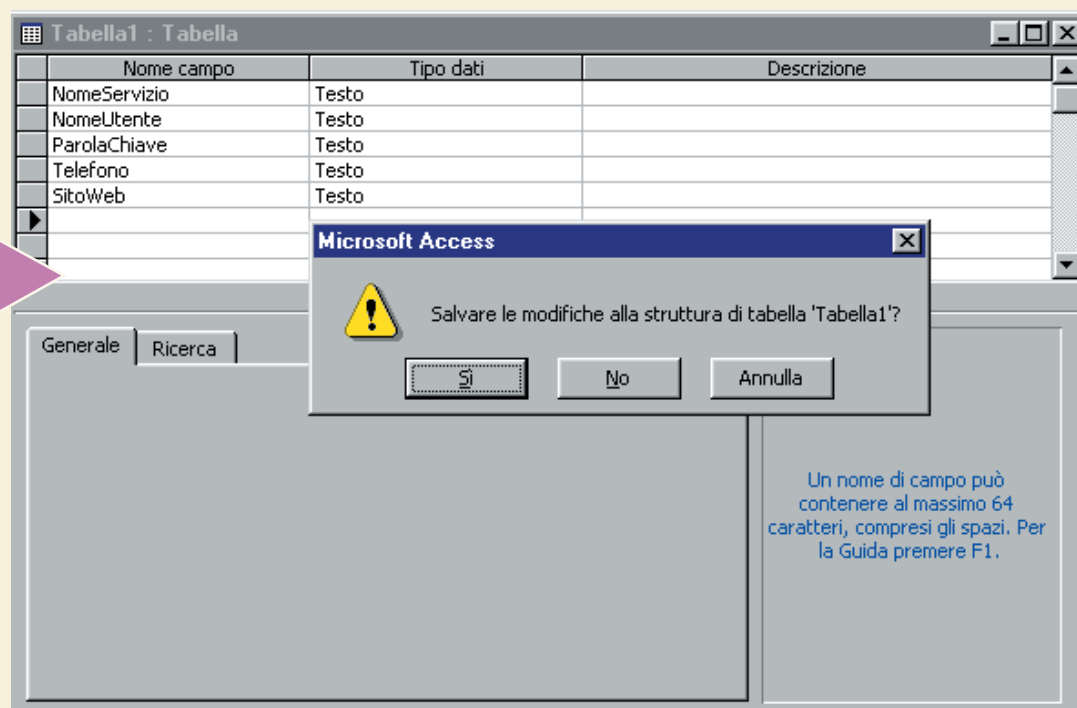 Tabella1 : Tabella
Nome campo Tipo dati Descrizione
NomeServizio Testo
NomeUtente Testo
ParolaChiave Testo
Telefono Testo
SitoWeb Testo
Microsoft Access
Salvare le modifiche alla struttura di tabella 'Tabella1'?
Sì No Annulla
Generale Ricerca
Un nome di campo può
contenere al massimo 64
caratteri, compresi gli spazi. Per
la Guida premere F1.